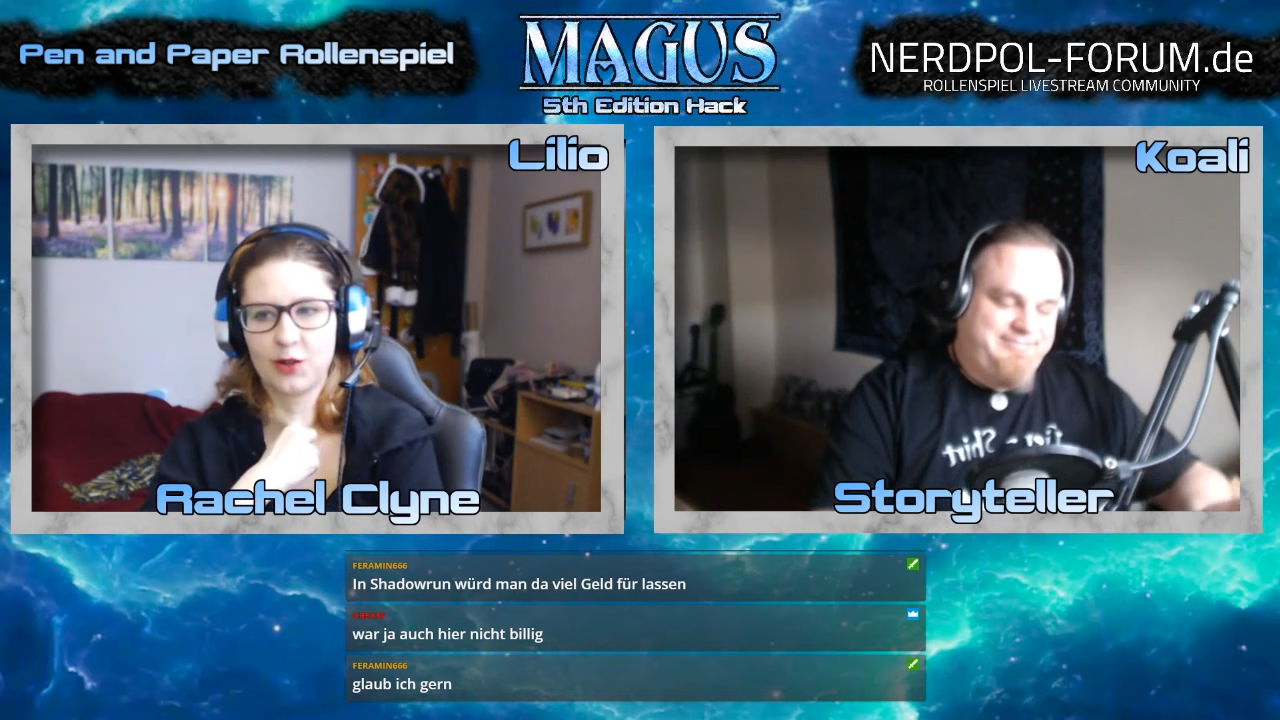 Pen and Paper Rollenspiel
MAGUS
5th Edition Hack
NERDPOL-FORUM.de
ROLLENSPIEL LIVESTREAM COMMUNITY
Lilio
Koali
Rachel Clyne
Storyteller
FERAMIN666
In Shadowrun würd man da viel Geld für lassen
war ja auch hier nicht billig
FERAMIN666
glaub ich gern